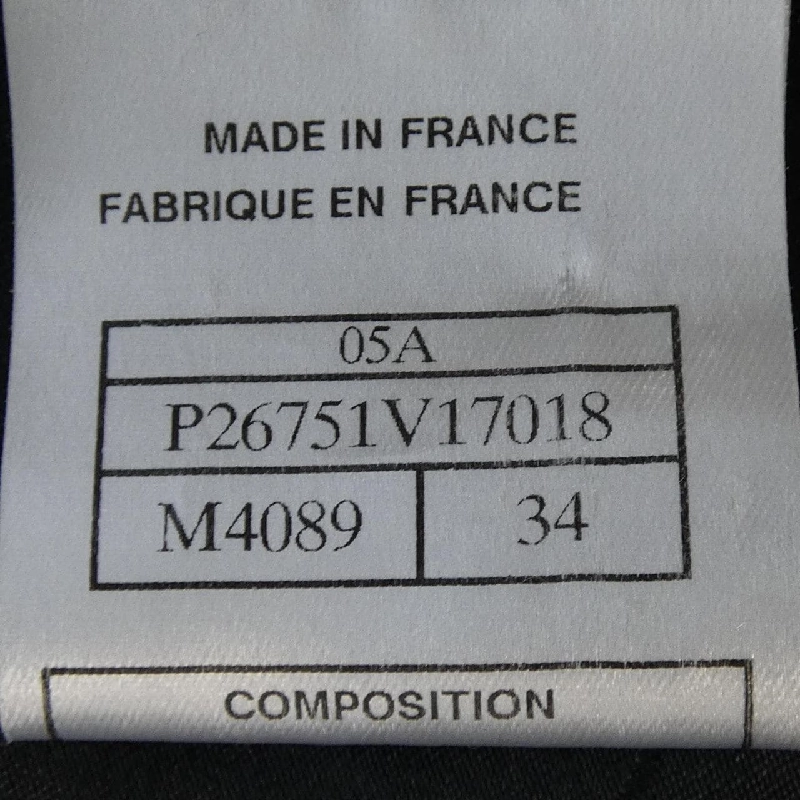 MADE IN FRANCE
FABRIQUE EN FRANCE
05A
P26751V17018
M4089 34
COMPOSITION